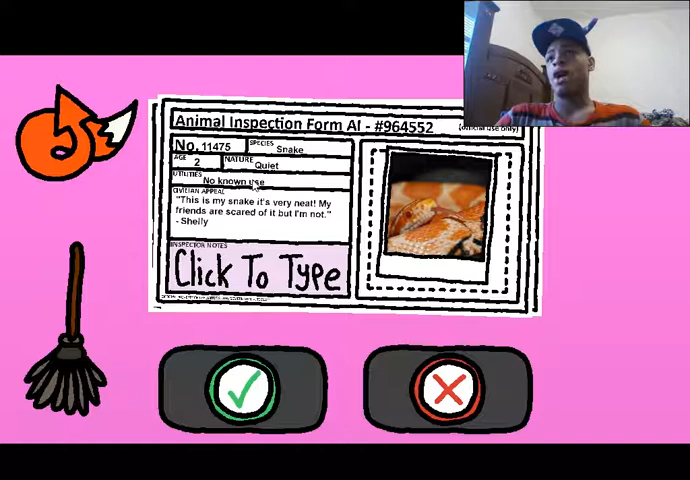 Animal Inspection Form AI - #964552
use only)
No. 11475
SPECIES
Snake
AGE
2
NATURE
Quiet
UTILITIES
No known use
CIVILIAN APPEAL
"This is my snake it's very neat! My
friends are scared of it but I'm not."
- Shelly
INSPECTOR NOTES
Click To Type